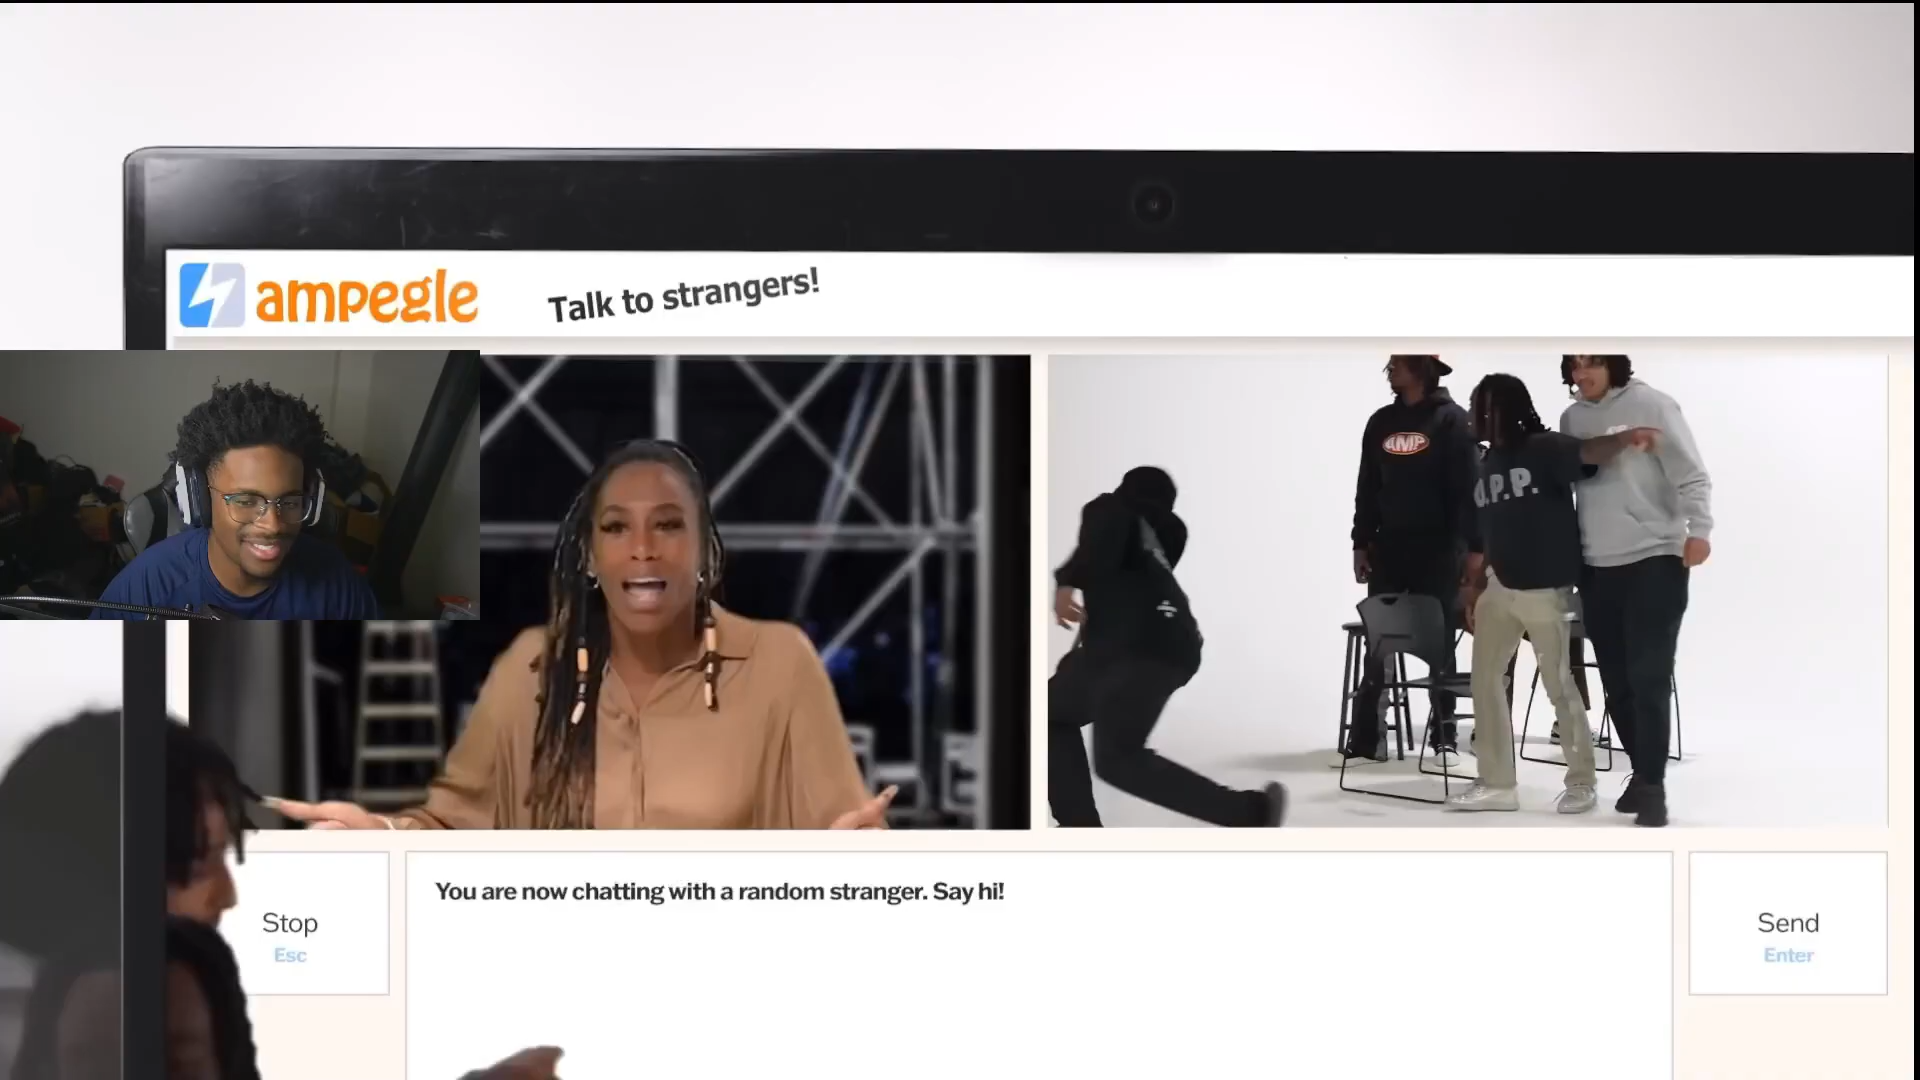 ampegle
Talk to strangers!
AMP
.P.P.
You are now chatting with a random stranger. Say hi!
Stop
Esc
Send
Enter